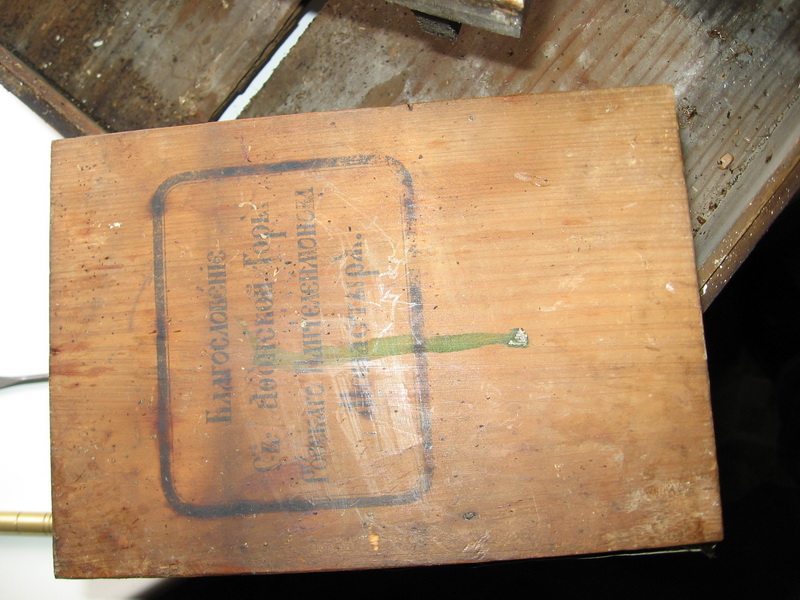 Благословеніе
Св. Аѳонской Горы
Русскаго Пантелеимонова
Монастыря.